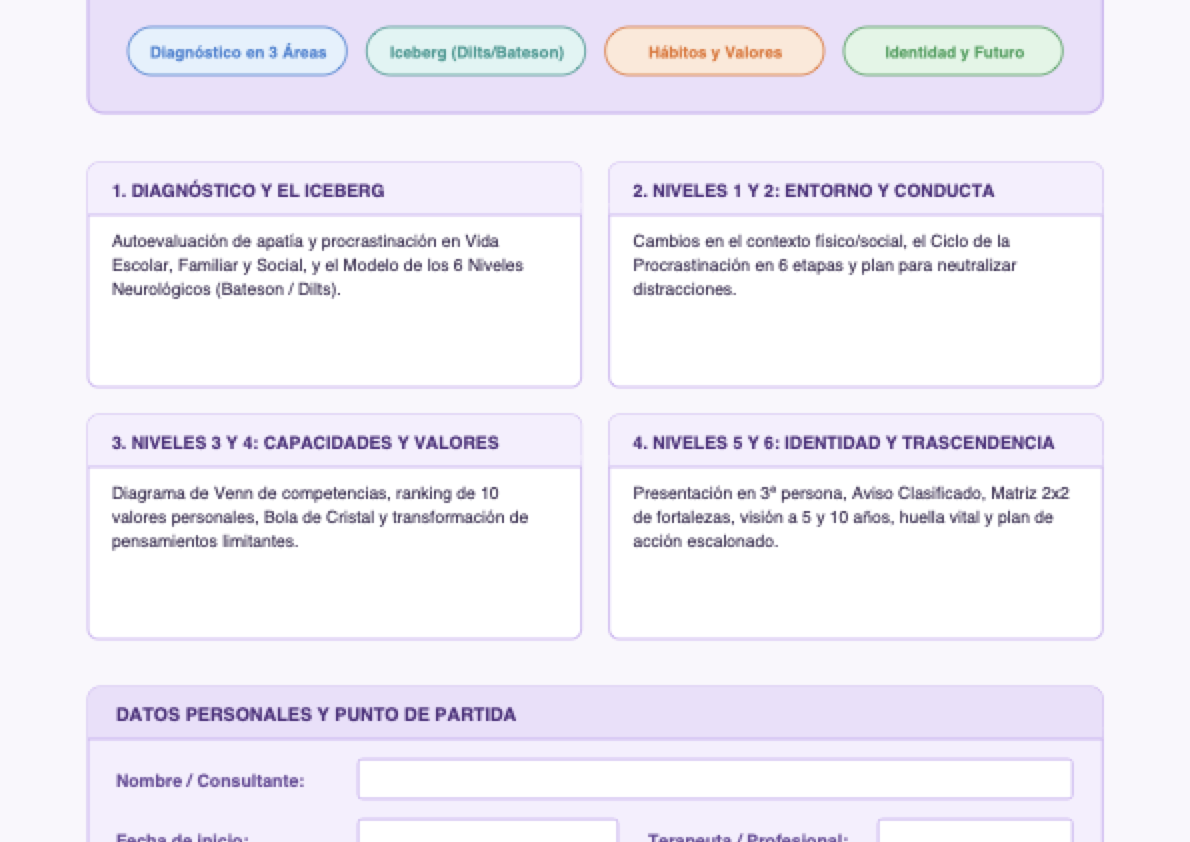 Diagnóstico en 3 Áreas
Iceberg (Dilts/Bateson)
Hábitos y Valores
Identidad y Futuro
1. DIAGNÓSTICO Y EL ICEBERG
Autoevaluación de apatía y procrastinación en Vida
Escolar, Familiar y Social, y el Modelo de los 6 Niveles
Neurológicos (Bateson / Dilts).
2. NIVELES 1 Y 2: ENTORNO Y CONDUCTA
Cambios en el contexto físico/social, el Ciclo de la
Procrastinación en 6 etapas y plan para neutralizar
distracciones.
3. NIVELES 3 Y 4: CAPACIDADES Y VALORES
Diagrama de Venn de competencias, ranking de 10
valores personales, Bola de Cristal y transformación de
pensamientos limitantes.
4. NIVELES 5 Y 6: IDENTIDAD Y TRASCENDENCIA
Presentación en 3ª persona, Aviso Clasificado, Matriz 2x2
de fortalezas, visión a 5 y 10 años, huella vital y plan de
acción escalonado.
DATOS PERSONALES Y PUNTO DE PARTIDA
Nombre / Consultante:
Fecha de inicio:
Terapeuta / Profesional: